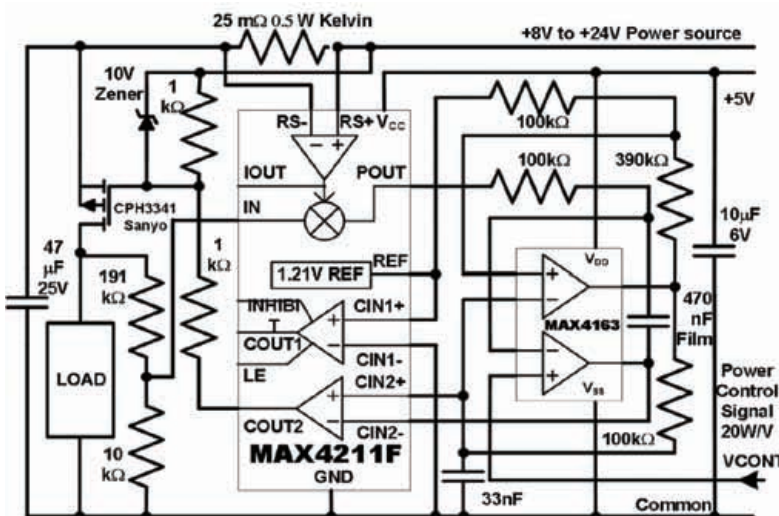 25 mΩ 0.5 W Kelvin
+8V to +24V Power source
10V
Zener
1
kΩ
RS-
RS+
VCC
+5V
100kΩ
IOUT
POUT
100kΩ
390kΩ
CPH3341
Sanyo
IN
10µF
6V
47
µF
25V
191
kΩ
1
kΩ
1.21V REF
REF
VDD
MAX4163
470
nF
Film
INHIBI
T
COUT1
LE
CIN1+
CIN1-
CIN2+
CIN2-
COUT2
VSS
LOAD
10
kΩ
MAX4211F
GND
33nF
100kΩ
Power
Control
Signal
20W/V
VCONT
Common